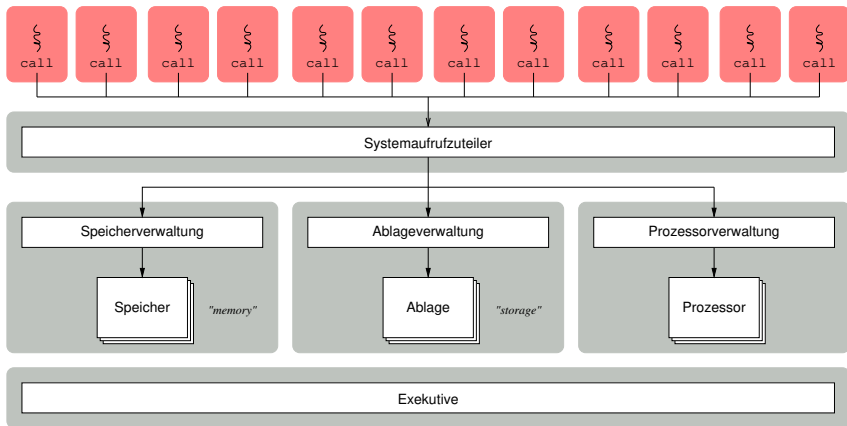 call call call call call call call call call call call call
Systemaufrufzuteiler
Speicherverwaltung Ablageverwaltung Prozessorverwaltung
Speicher "memory" Ablage "storage" Prozessor
Exekutive